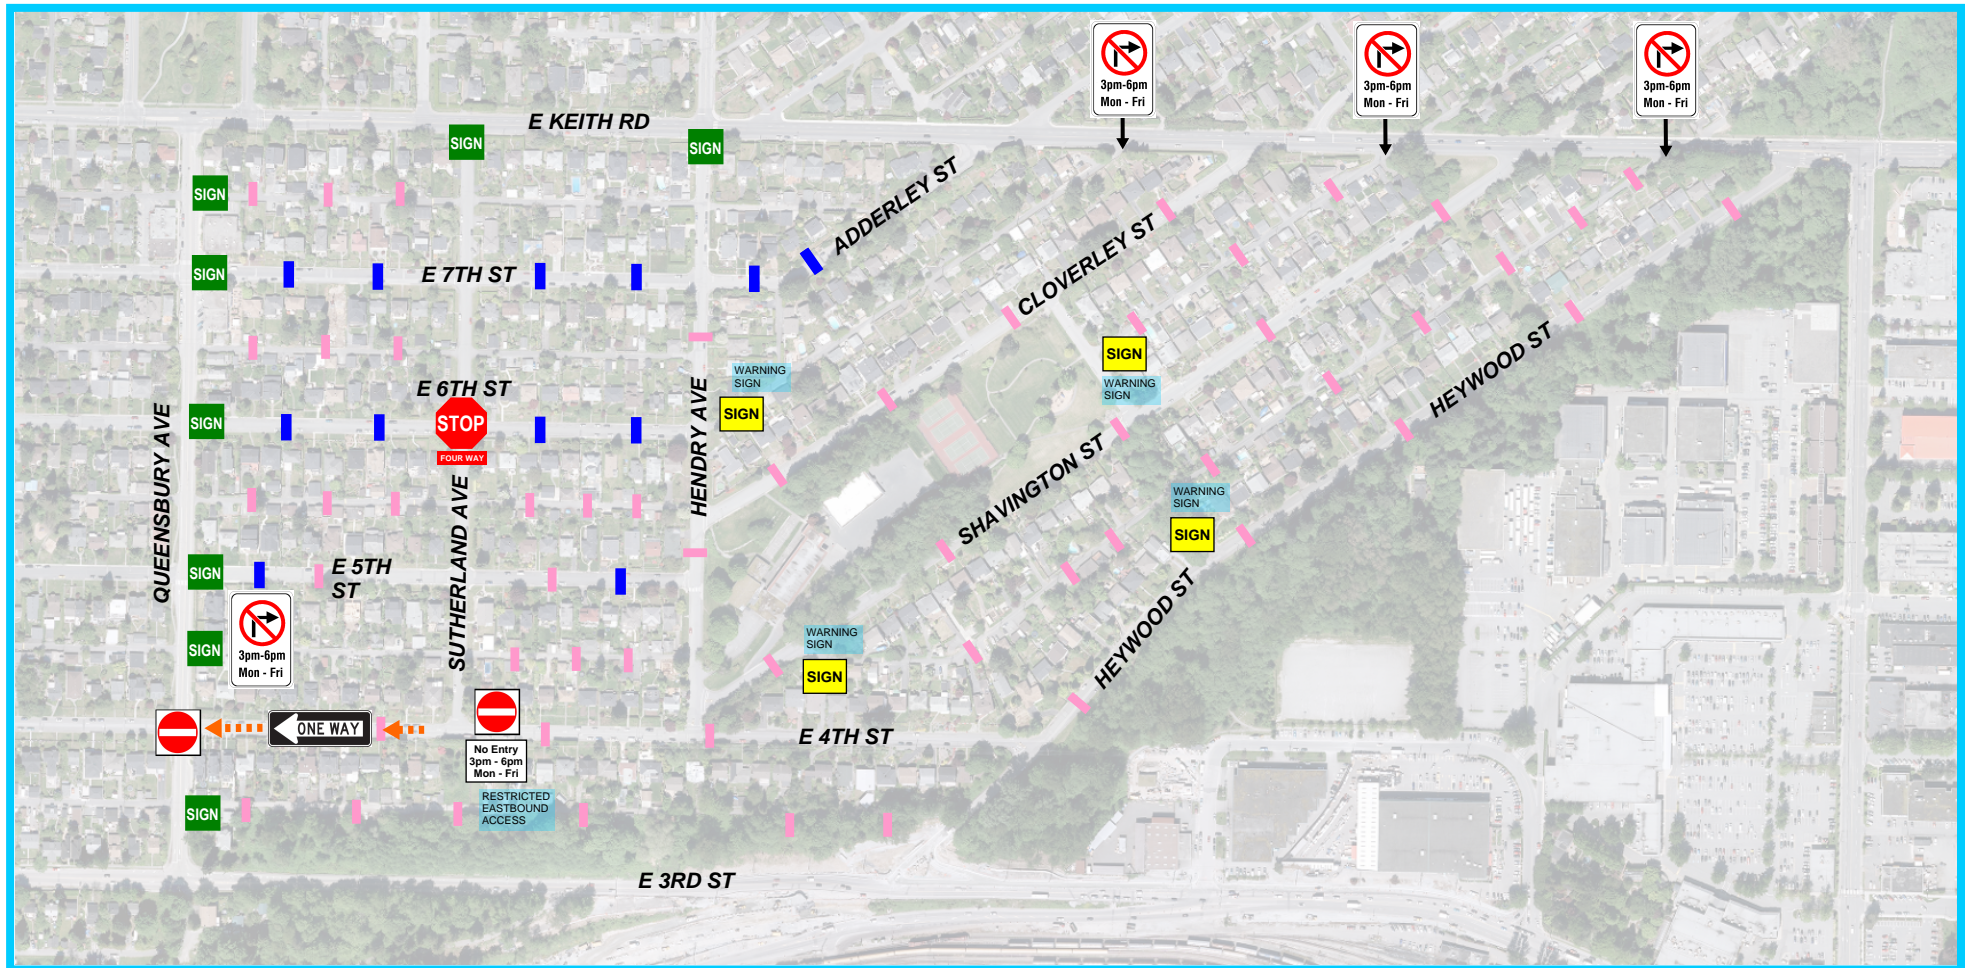 3pm-6pm
Mon - Fri
3pm-6pm
Mon - Fri
3pm-6pm
Mon - Fri
E KEITH RD
SIGN
SIGN
SIGN
ADDERLEY ST
CLOVERLEY ST
SIGN
E 7TH ST
SIGN
WARNING
SIGN
WARNING
SIGN
HEYWOOD ST
E 6TH ST
SIGN
STOP
FOUR WAY
SIGN
QUEENSBURY AVE
HENDRY AVE
SUTHERLAND AVE
SHAVINGTON ST
WARNING
SIGN
SIGN
SIGN
E 5TH
ST
3pm-6pm
Mon - Fri
SIGN
WARNING
SIGN
SIGN
HEYWOOD ST
ONE WAY
No Entry
3pm - 6pm
Mon - Fri
E 4TH ST
RESTRICTED
EASTBOUND
ACCESS
SIGN
E 3RD ST